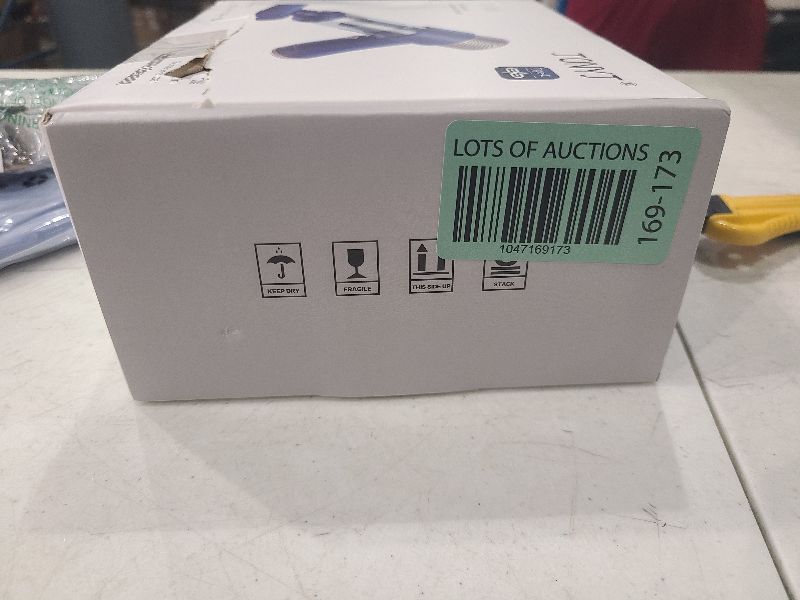 LOTS OF AUCTIONS
1047169173
169-173
KEEP DRY
FRAGILE
THIS SIDE UP
STACK